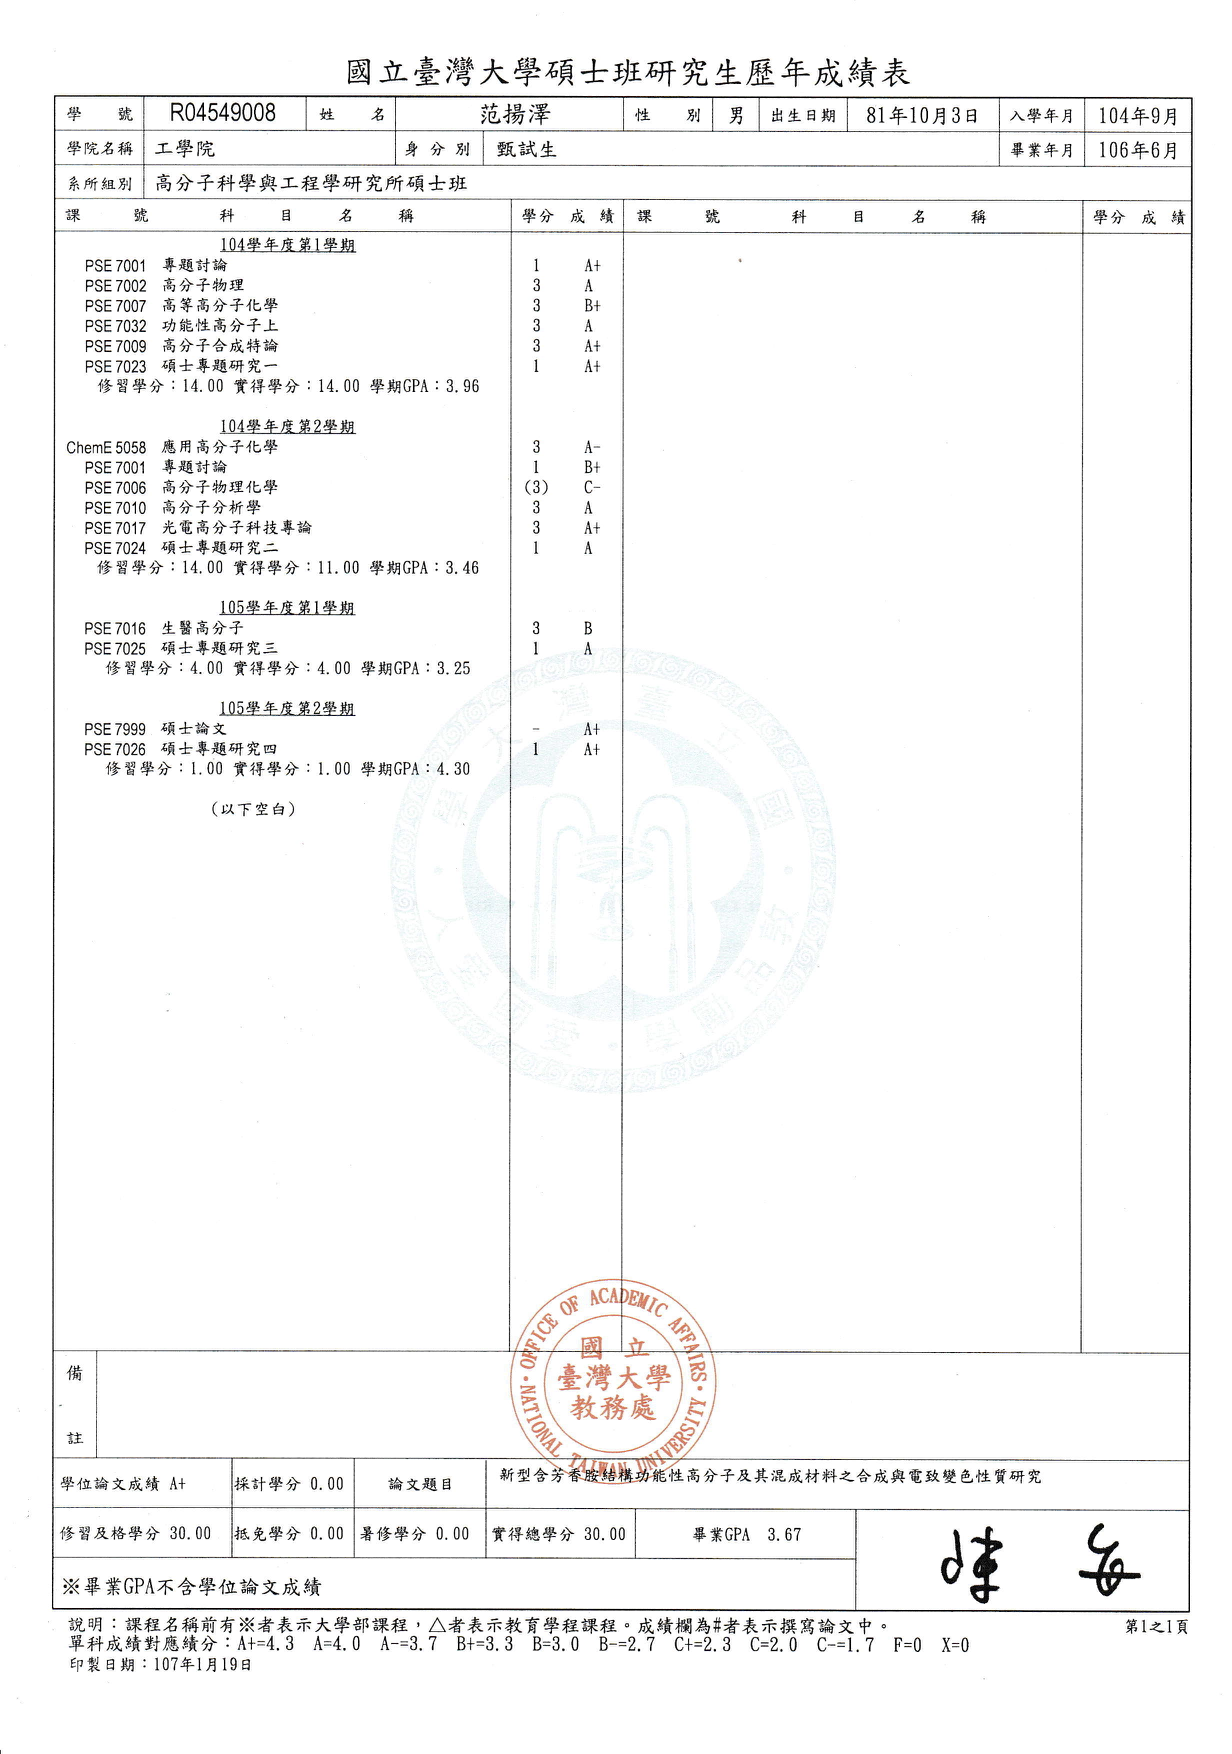 國立臺灣大學碩士班研究生歷年成績表
學號 R04549008 姓名 范揚澤 性別 男 出生日期 81年10月3日 入學年月 104年9月
學院名稱 工學院 身分別 甄試生 畢業年月 106年6月
系所組別 高分子科學與工程學研究所碩士班
課號 科目名稱 學分 成績 課號 科目名稱 學分 成績
104學年度第1學期
PSE 7001 專題討論 1 A+
PSE 7002 高分子物理 3 A
PSE 7007 高等高分子化學 3 B+
PSE 7032 功能性高分子上 3 A
PSE 7009 高分子合成特論 3 A+
PSE 7023 碩士專題研究一 1 A+
修習學分：14.00 實得學分：14.00 學期GPA：3.96
104學年度第2學期
ChemE 5058 應用高分子化學 3 A-
PSE 7001 專題討論 1 B+
PSE 7006 高分子物理化學 (3) C-
PSE 7010 高分子分析學 3 A
PSE 7017 光電高分子科技專論 3 A+
PSE 7024 碩士專題研究二 1 A
修習學分：14.00 實得學分：11.00 學期GPA：3.46
105學年度第1學期
PSE 7016 生醫高分子 3 B
PSE 7025 碩士專題研究三 1 A
修習學分：4.00 實得學分：4.00 學期GPA：3.25
105學年度第2學期
PSE 7999 碩士論文 - A+
PSE 7026 碩士專題研究四 1 A+
修習學分：1.00 實得學分：1.00 學期GPA：4.30
(以下空白)
OFFICE OF ACADEMIC AFFAIRS
國立
臺灣大學
教務處
NATIONAL TAIWAN UNIVERSITY
備註
學位論文成績 A+ 採計學分 0.00 論文題目 新型含芳香胺結構功能性高分子及其混成材料之合成與電致變色性質研究
修習及格學分 30.00 抵免學分 0.00 暑修學分 0.00 實得總學分 30.00 畢業GPA 3.67
※畢業GPA不含學位論文成績
說明：課程名稱前有※者表示大學部課程，△者表示教育學程課程。成績欄為#者表示撰寫論文中。 第1之1頁
單科成績對應績分：A+=4.3 A=4.0 A-=3.7 B+=3.3 B=3.0 B-=2.7 C+=2.3 C=2.0 C-=1.7 F=0 X=0
印製日期：107年1月19日